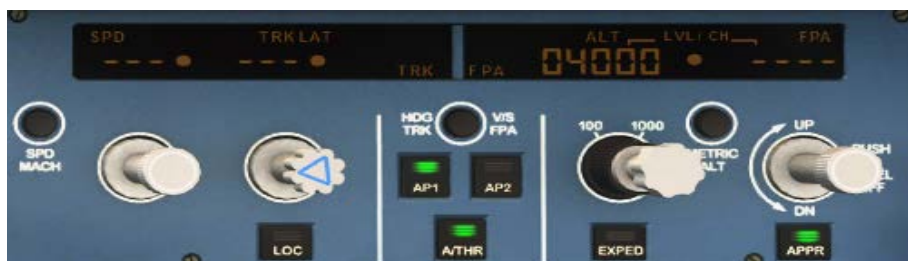 SPD TRK LAT ALT LVL/CH FPA
--- --- 04000 ----
TRK FPA
HDG V/S
TRK FPA
100 1000 UP
SPD
MACH
METRIC
ALT
PUSH
AP1 AP2
DN
LOC A/THR EXPED APPR